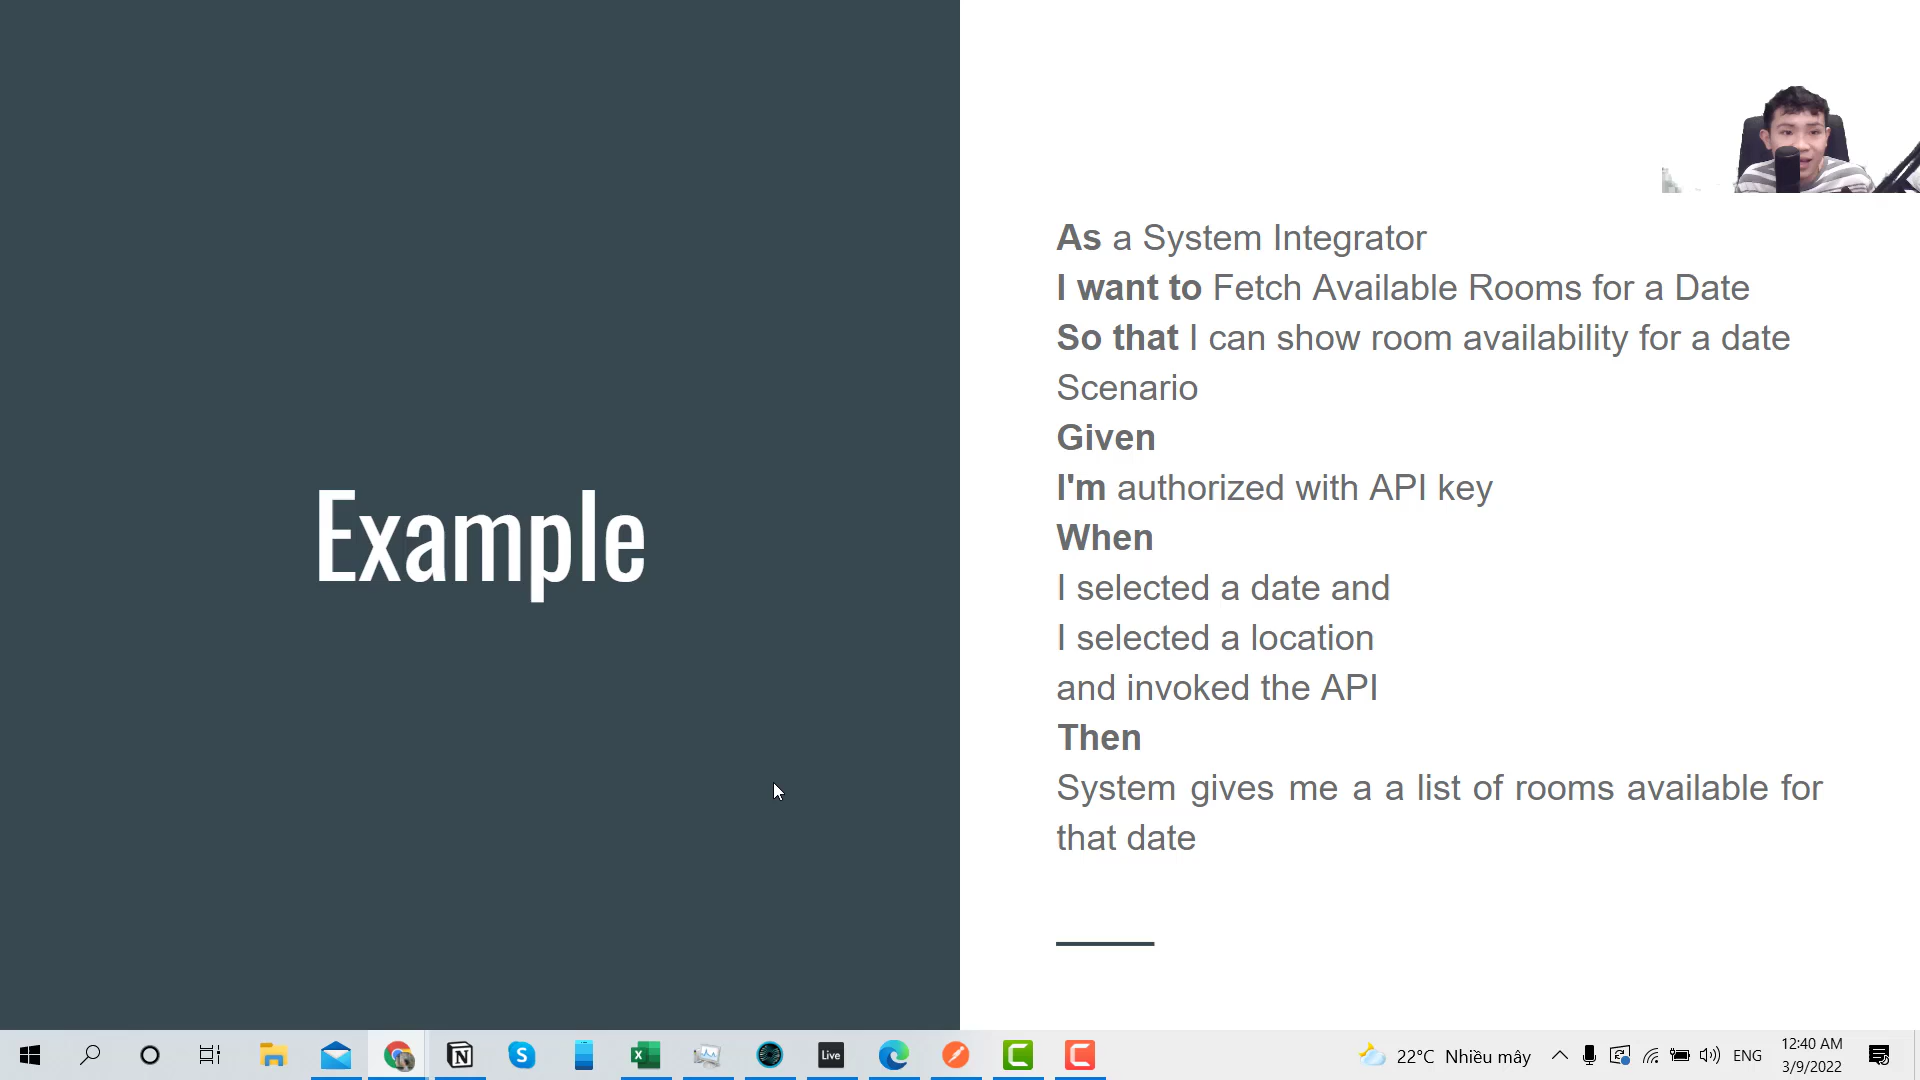 Example
As a System Integrator
I want to Fetch Available Rooms for a Date
So that I can show room availability for a date
Scenario
Given
I'm authorized with API key
When
I selected a date and
I selected a location
and invoked the API
Then
System gives me a a list of rooms available for
that date
Live
22°C Nhiều mây
ENG
12:40 AM
3/9/2022